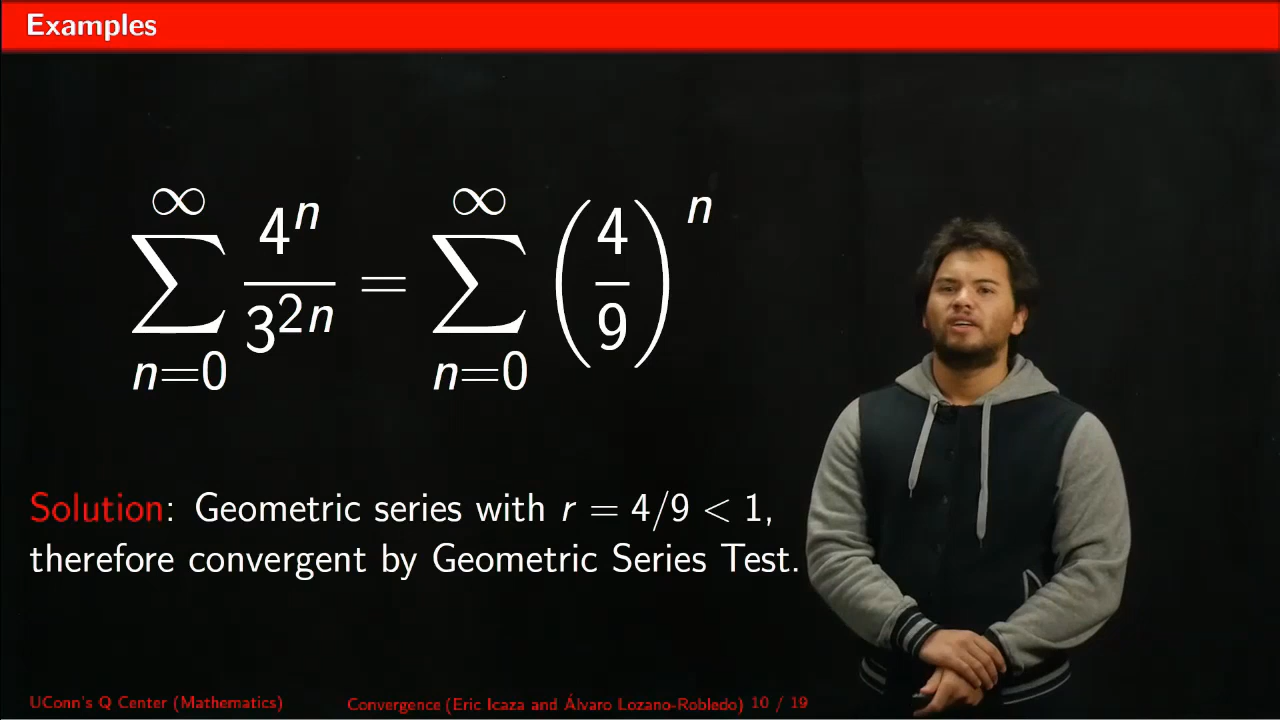 Examples
∑_{n=0}^{∞} 4^n / 3^{2n} = ∑_{n=0}^{∞} (4/9)^n
Solution: Geometric series with r = 4/9 < 1,
therefore convergent by Geometric Series Test.
UConn's Q Center (Mathematics) Convergence (Eric Icaza and Álvaro Lozano-Robledo) 10 / 19